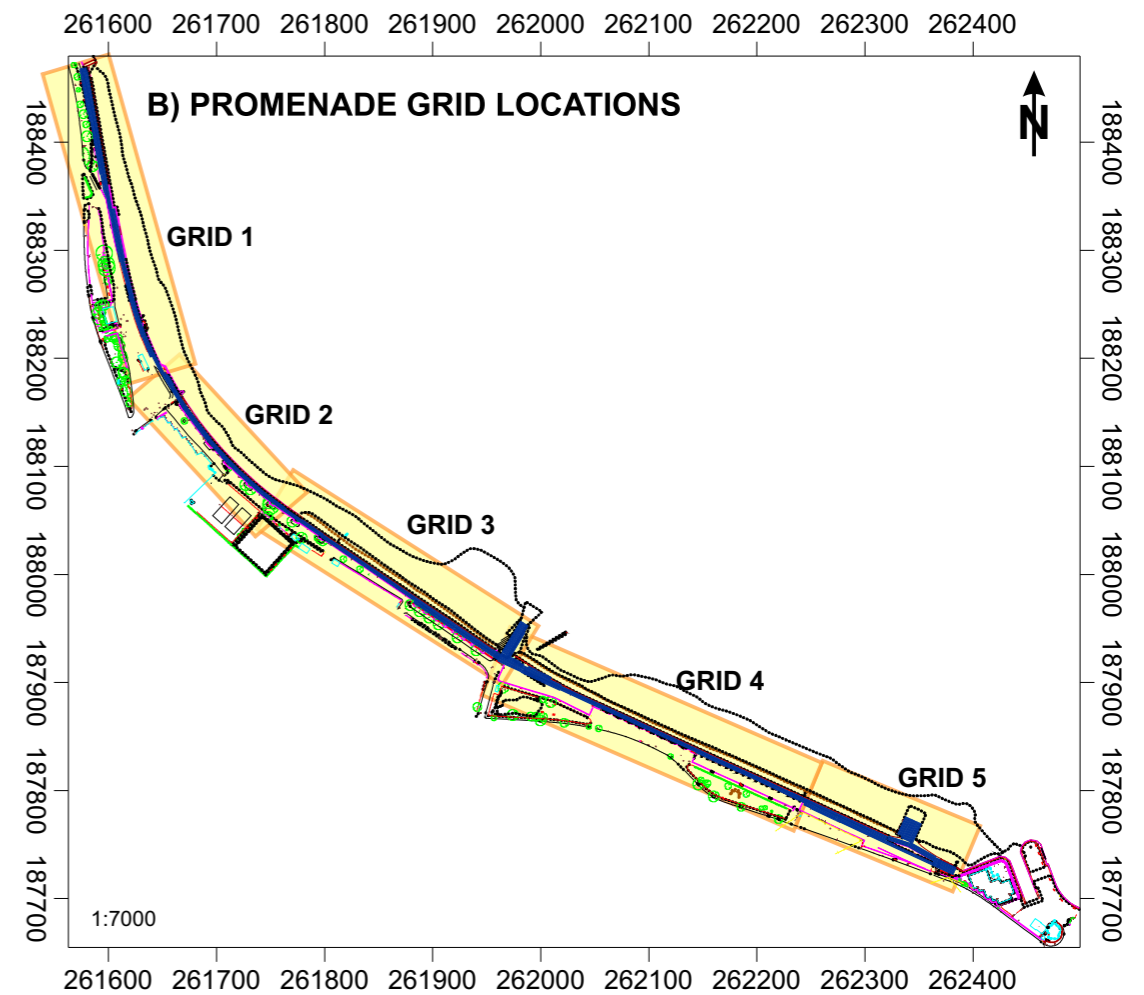 261600 261700 261800 261900 262000 262100 262200 262300 262400
B) PROMENADE GRID LOCATIONS
N
188400 188300 188200 188100 188000 187900 187800 187700
188400 188300 188200 188100 188000 187900 187800 187700
GRID 1
GRID 2
GRID 3
GRID 4
GRID 5
1:7000
261600 261700 261800 261900 262000 262100 262200 262300 262400